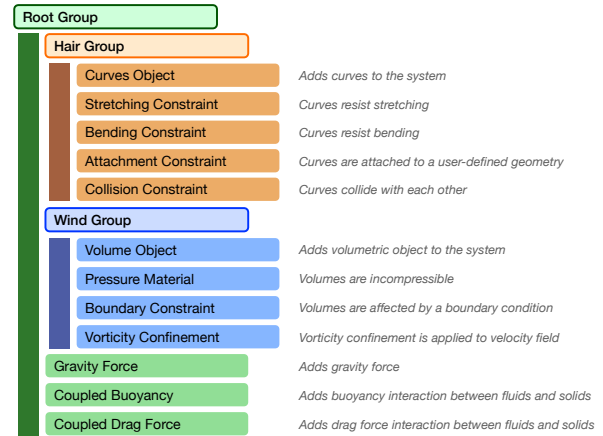 Root Group
Hair Group
Curves Object Adds curves to the system
Stretching Constraint Curves resist stretching
Bending Constraint Curves resist bending
Attachment Constraint Curves are attached to a user-defined geometry
Collision Constraint Curves collide with each other
Wind Group
Volume Object Adds volumetric object to the system
Pressure Material Volumes are incompressible
Boundary Constraint Volumes are affected by a boundary condition
Vorticity Confinement Vorticity confinement is applied to velocity field
Gravity Force Adds gravity force
Coupled Buoyancy Adds buoyancy interaction between fluids and solids
Coupled Drag Force Adds drag force interaction between fluids and solids